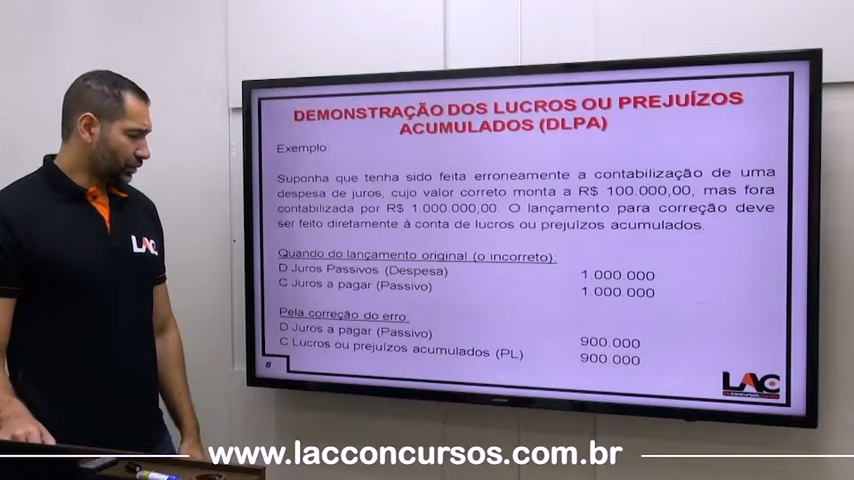 DEMONSTRAÇÃO DOS LUCROS OU PREJUÍZOS
ACUMULADOS (DLPA)
Exemplo:
Suponha que tenha sido feita erroneamente a contabilização de uma
despesa de juros, cujo valor correto monta a R$ 100.000,00, mas fora
contabilizada por R$ 1.000.000,00. O lançamento para correção deve
ser feito diretamente à conta de lucros ou prejuízos acumulados.
Quando do lançamento original (o incorreto):
D Juros Passivos (Despesa) 1.000.000
C Juros a pagar (Passivo) 1.000.000
Pela correção do erro:
D Juros a pagar (Passivo) 900.000
C Lucros ou prejuízos acumulados (PL) 900.000
8
LAC
LAC
www.lacconcursos.com.br